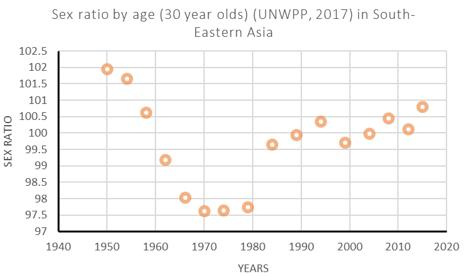 Sex ratio by age (30 year olds) (UNWPP, 2017) in South-
Eastern Asia
SEX RATIO
102.5
102
101.5
101
100.5
100
99.5
99
98.5
98
97.5
97
1940 1950 1960 1970 1980 1990 2000 2010 2020
YEARS